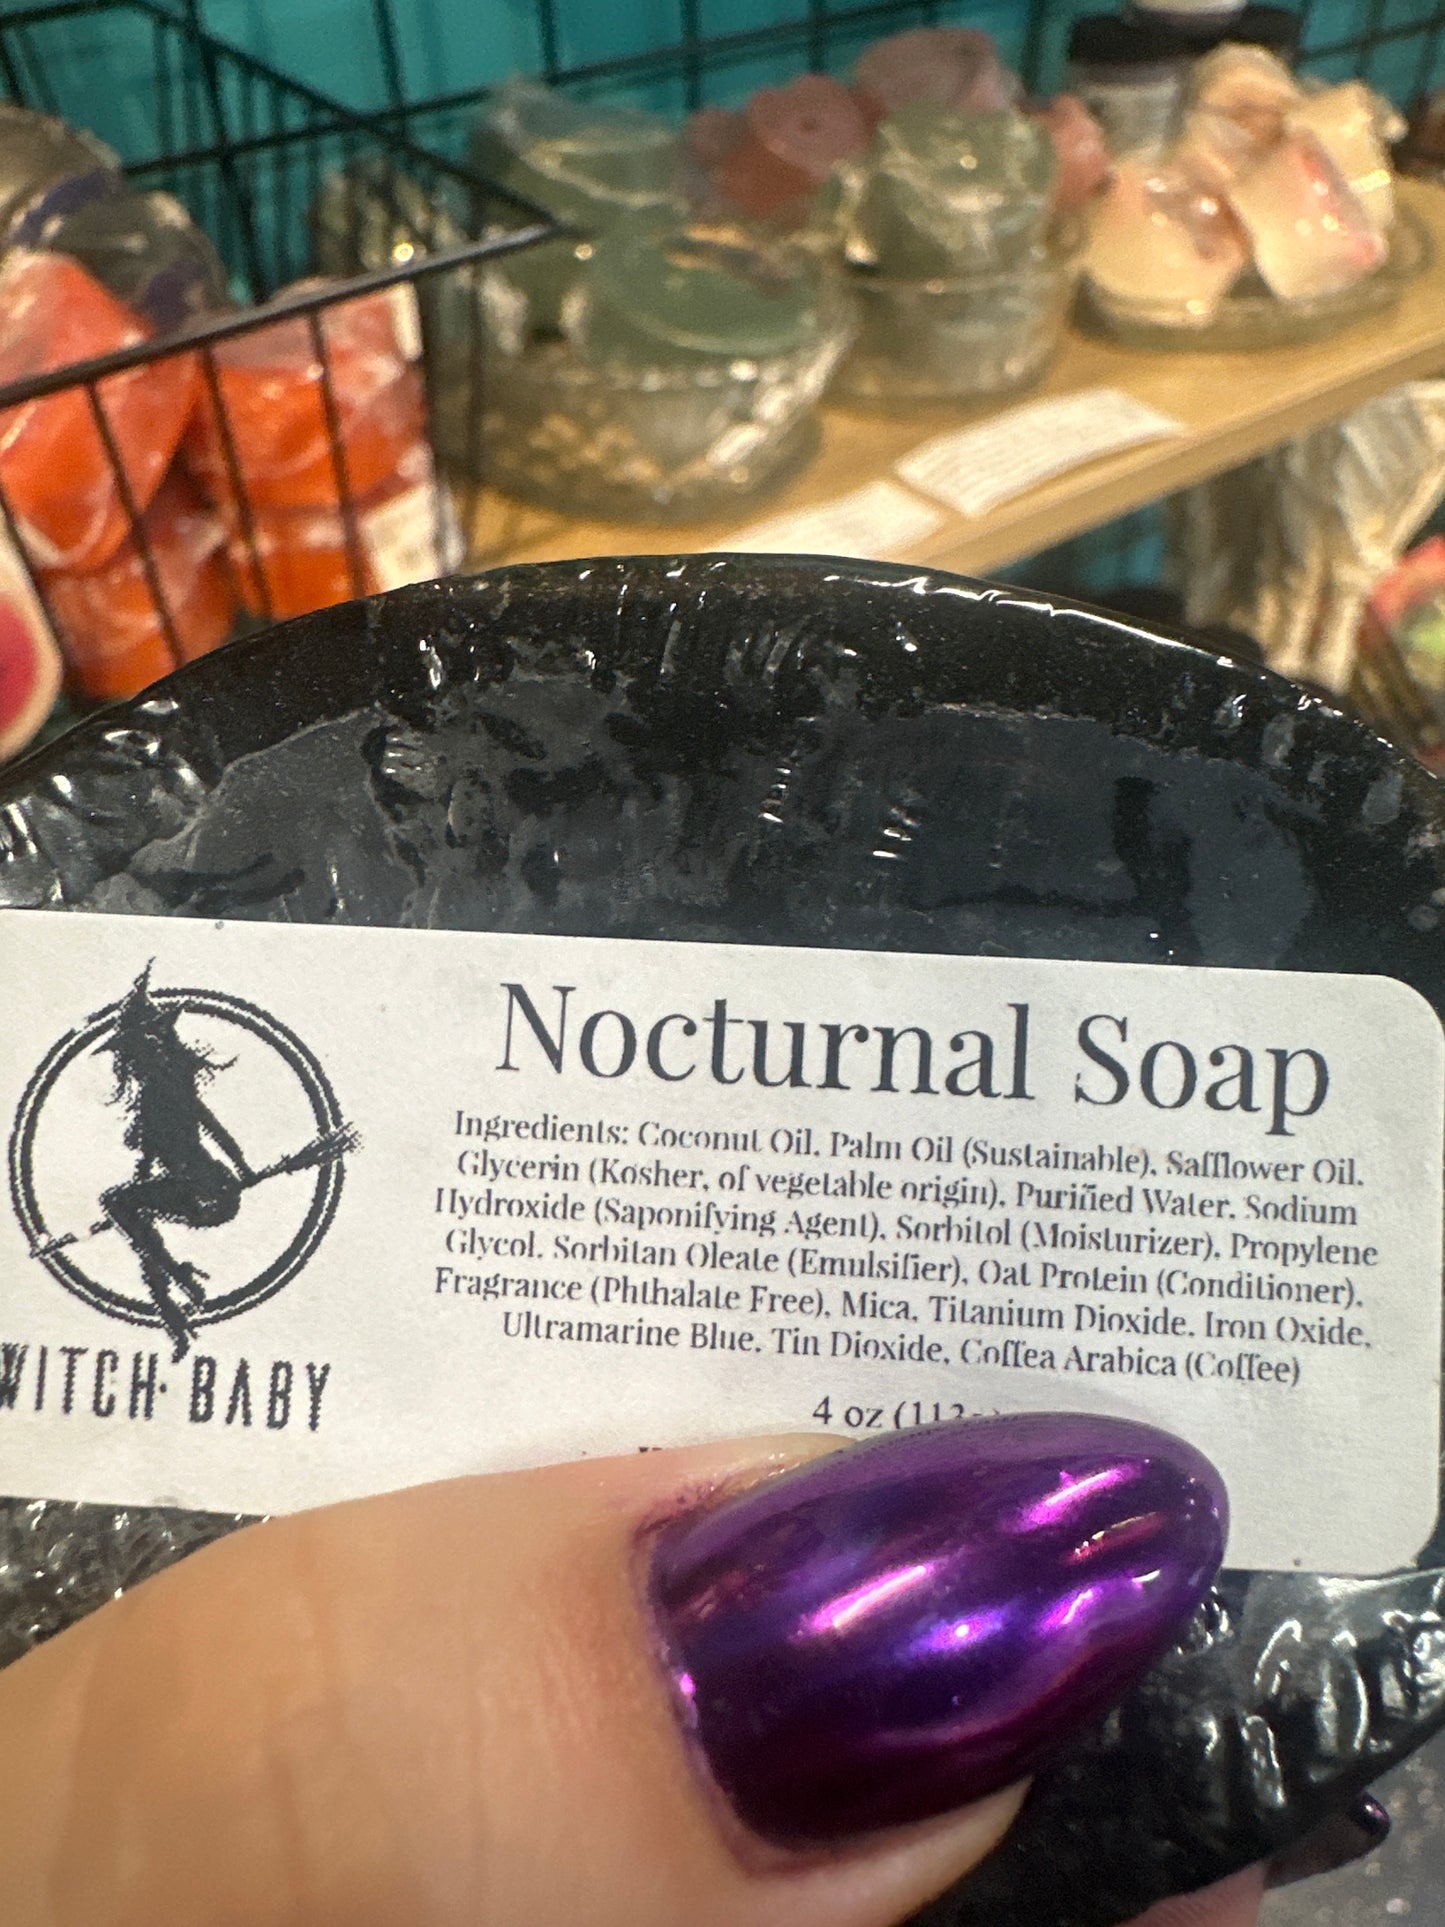 Nocturnal Soap
Ingredients: Coconut Oil, Palm Oil (Sustainable), Safflower Oil,
Glycerin (Kosher, of vegetable origin), Purified Water, Sodium
Hydroxide (Saponifying Agent), Sorbitol (Moisturizer), Propylene
Glycol, Sorbitan Oleate (Emulsifier), Oat Protein (Conditioner),
Fragrance (Phthalate Free), Mica, Titanium Dioxide, Iron Oxide,
Ultramarine Blue, Tin Dioxide, Coffea Arabica (Coffee)
4 oz (113
WITCH BABY